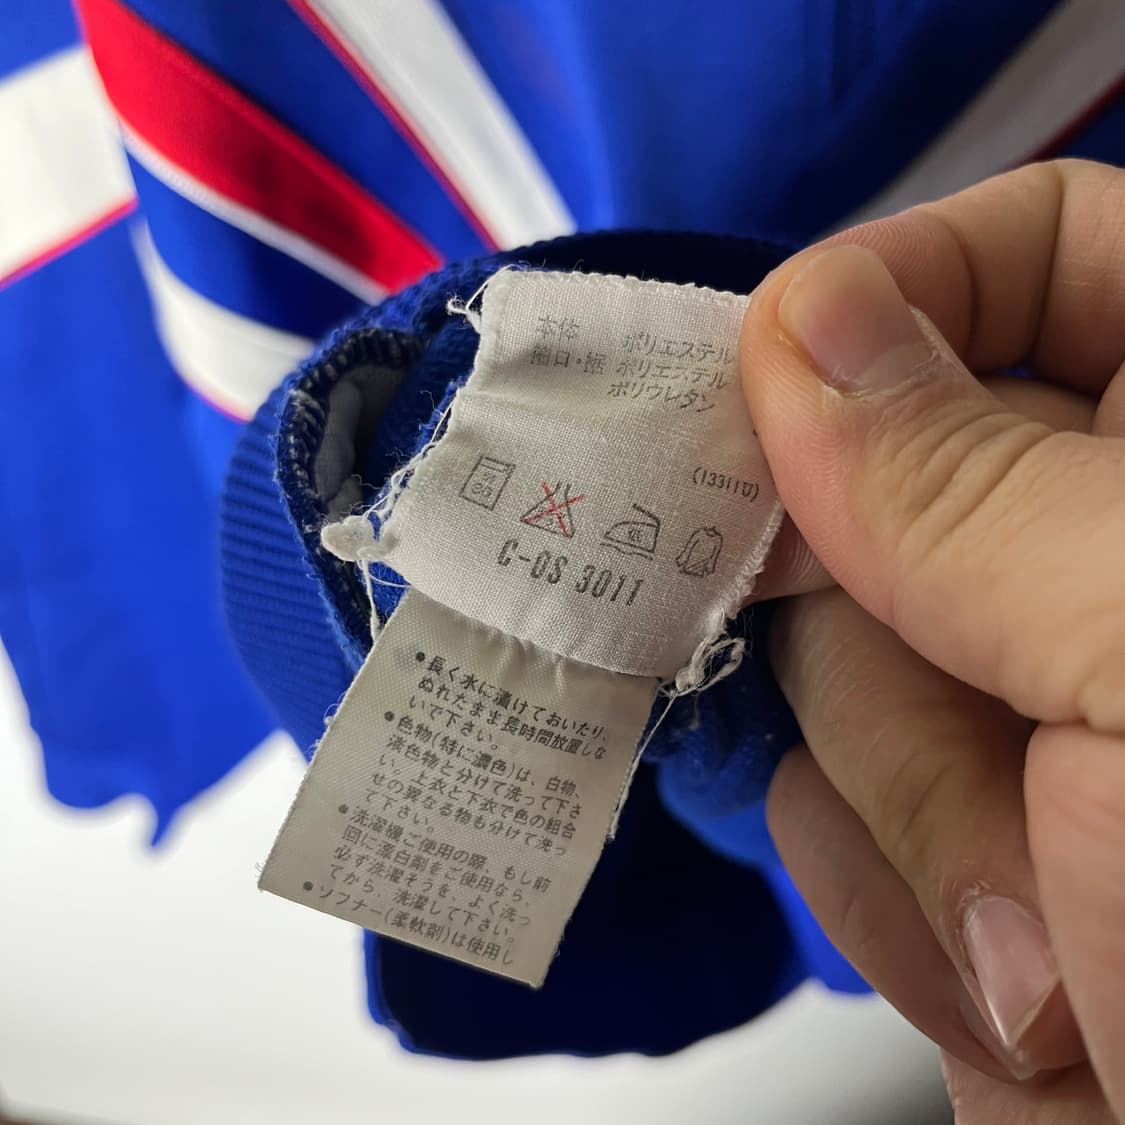 本体 ポリエステル
袖口・裾 ポリエステル
ポリウレタン
(13311U)
C-OS 3011
●長く水に漬けておいたり、
ぬれたまま長時間放置しな
いで下さい。
●色物(特に濃色)は、白物、
淡色物と分けて洗って下さ
い。上衣と下衣で色の組合
せの異なる物も分けて洗っ
て下さい。
●洗濯機ご使用の際、もし前
回に漂白剤をご使用なら、
必ず洗濯そうを、よく洗っ
てから、洗濯して下さい。
●ソフナー(柔軟剤)は使用し